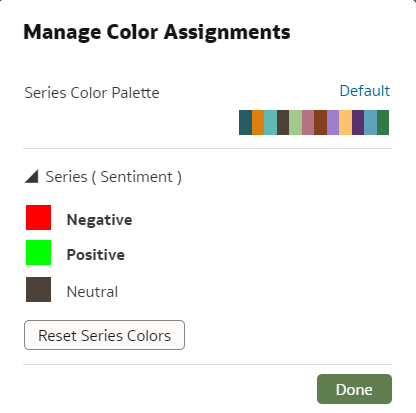 Manage Color Assignments
Series Color Palette
Default
Series ( Sentiment )
Negative
Positive
Neutral
Reset Series Colors
Done